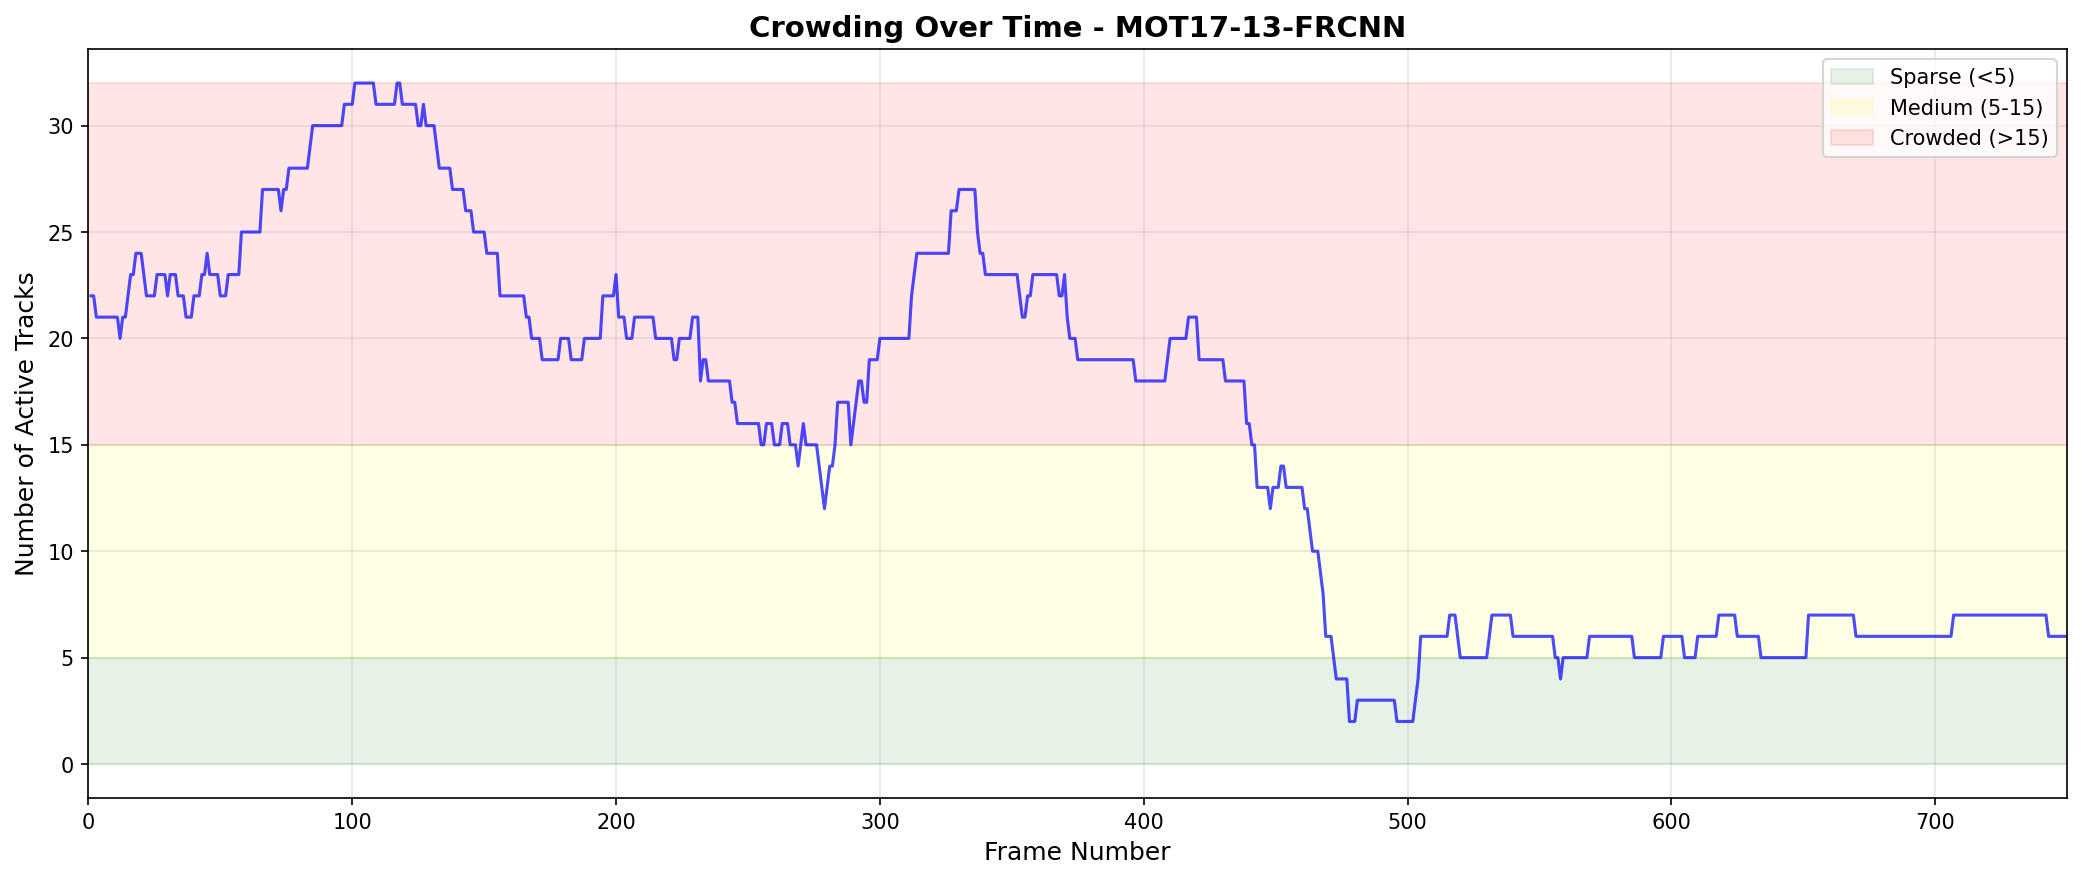 Crowding Over Time - MOT17-13-FRCNN
Sparse (<5)
Medium (5-15)
Crowded (>15)
Number of Active Tracks
30
25
20
15
10
5
0
0 100 200 300 400 500 600 700
Frame Number